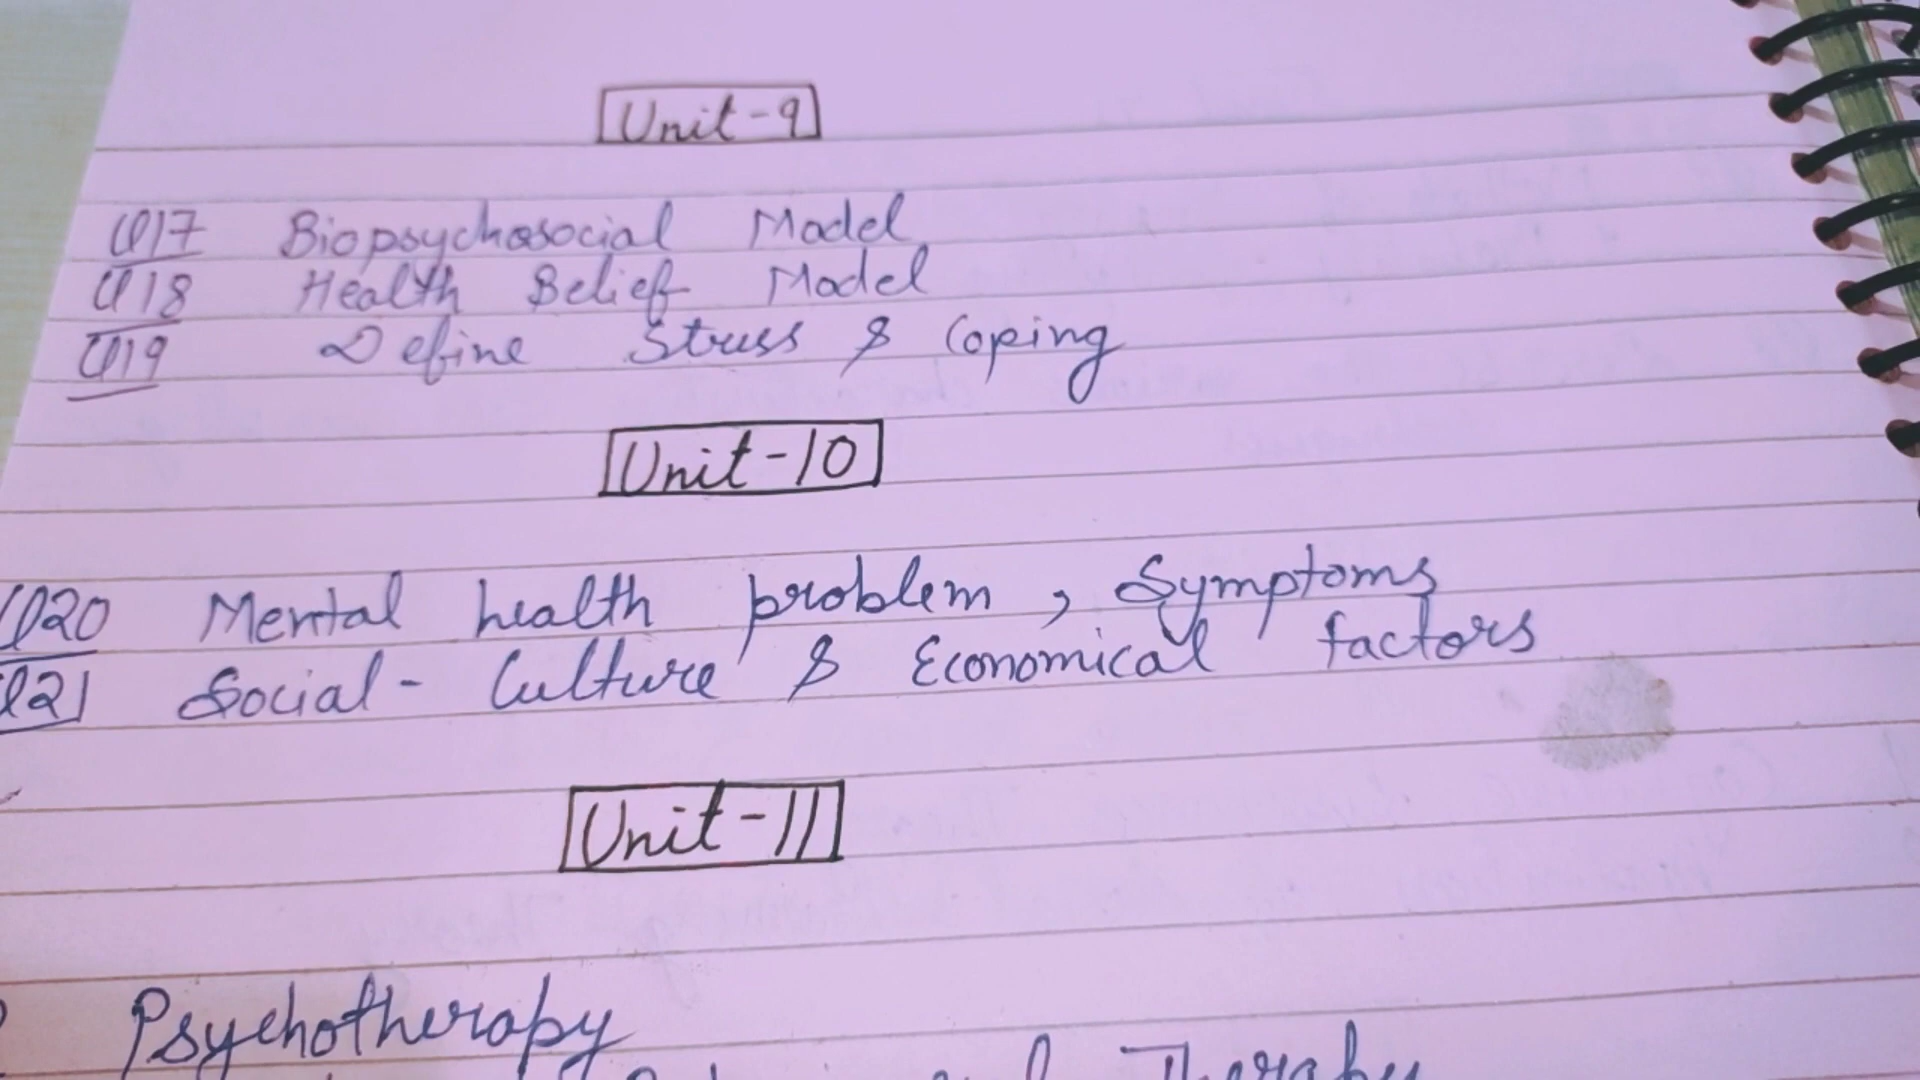 Unit-9
Q17 Biopsychosocial Model
Q18 Health Belief Model
Q19 Define Stress & Coping
Unit-10
Q20 Mental health problem, Symptoms
Q21 Social-Culture & Economical factors
Unit-11
Psychotherapy
Therapy